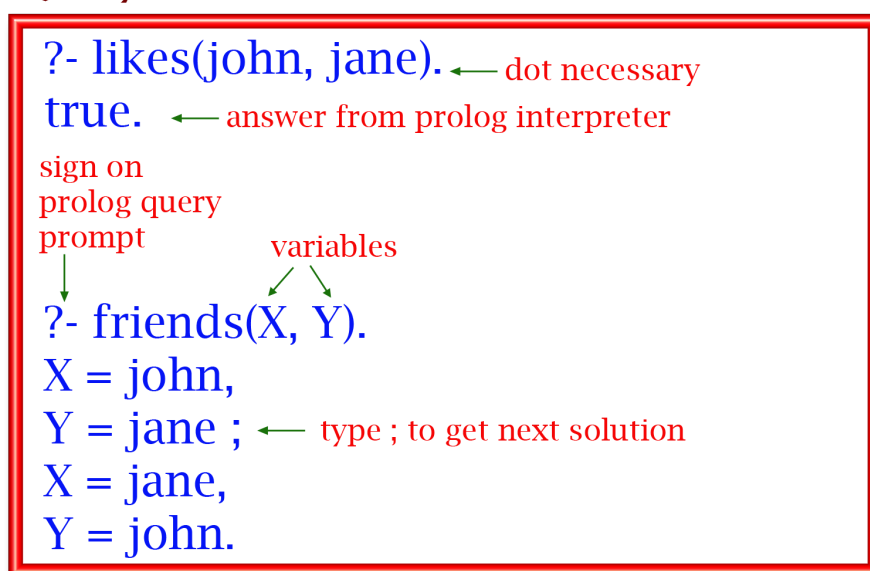 ?- likes(john, jane). dot necessary
true. answer from prolog interpreter
sign on
prolog query
prompt
variables
?- friends(X, Y).
X = john,
Y = jane ; type ; to get next solution
X = jane,
Y = john.